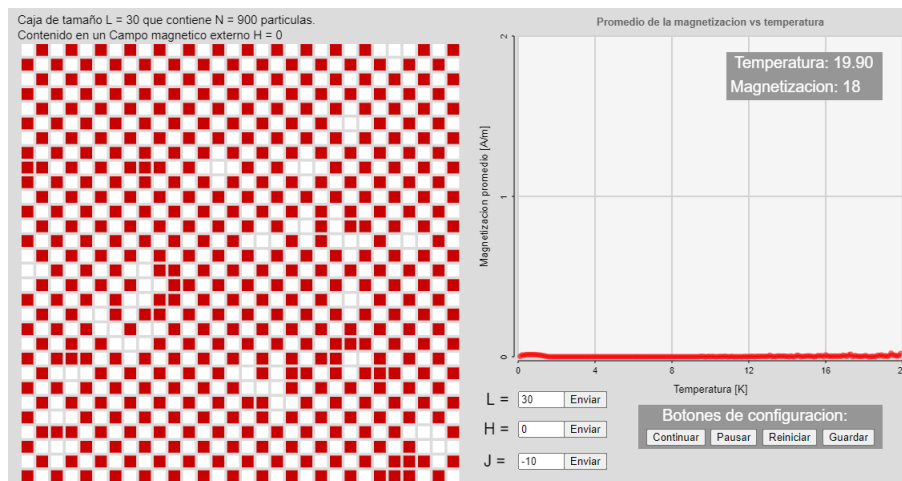 Caja de tamaño L = 30 que contiene N = 900 particulas.
Contenido en un Campo magnetico externo H = 0
Promedio de la magnetizacion vs temperatura
Temperatura: 19.90
Magnetizacion: 18
Magnetizacion promedio [A/m]
2
1
0
0 4 8 12 16 2
Temperatura [K]
L = 30 Enviar
H = 0 Enviar
J = -10 Enviar
Botones de configuracion:
Continuar Pausar Reiniciar Guardar